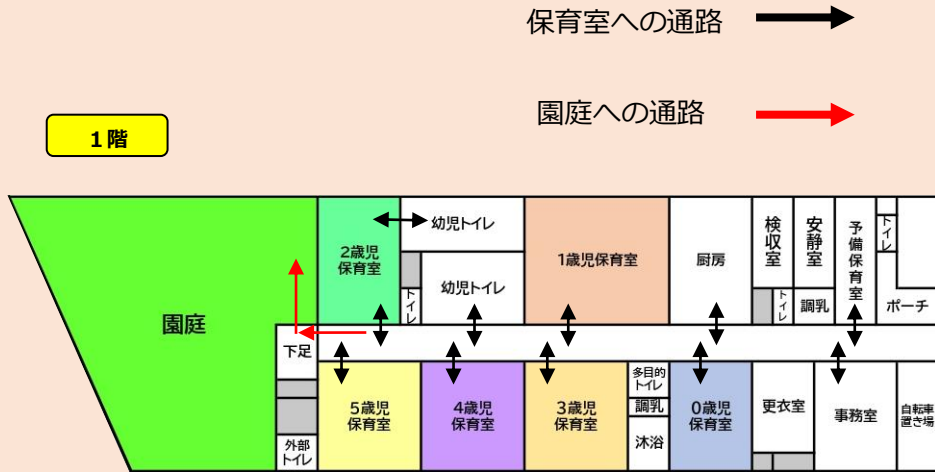 保育室への通路
園庭への通路
1階
園庭
2歳児
保育室
幼児トイレ
幼児トイレ
トイレ
1歳児保育室
厨房
検収室
トイレ
安静室
調乳
予備保育室
トイレ
ポーチ
下足
外部
トイレ
5歳児
保育室
4歳児
保育室
3歳児
保育室
多目的
トイレ
調乳
沐浴
0歳児
保育室
更衣室
事務室
自転車
置き場